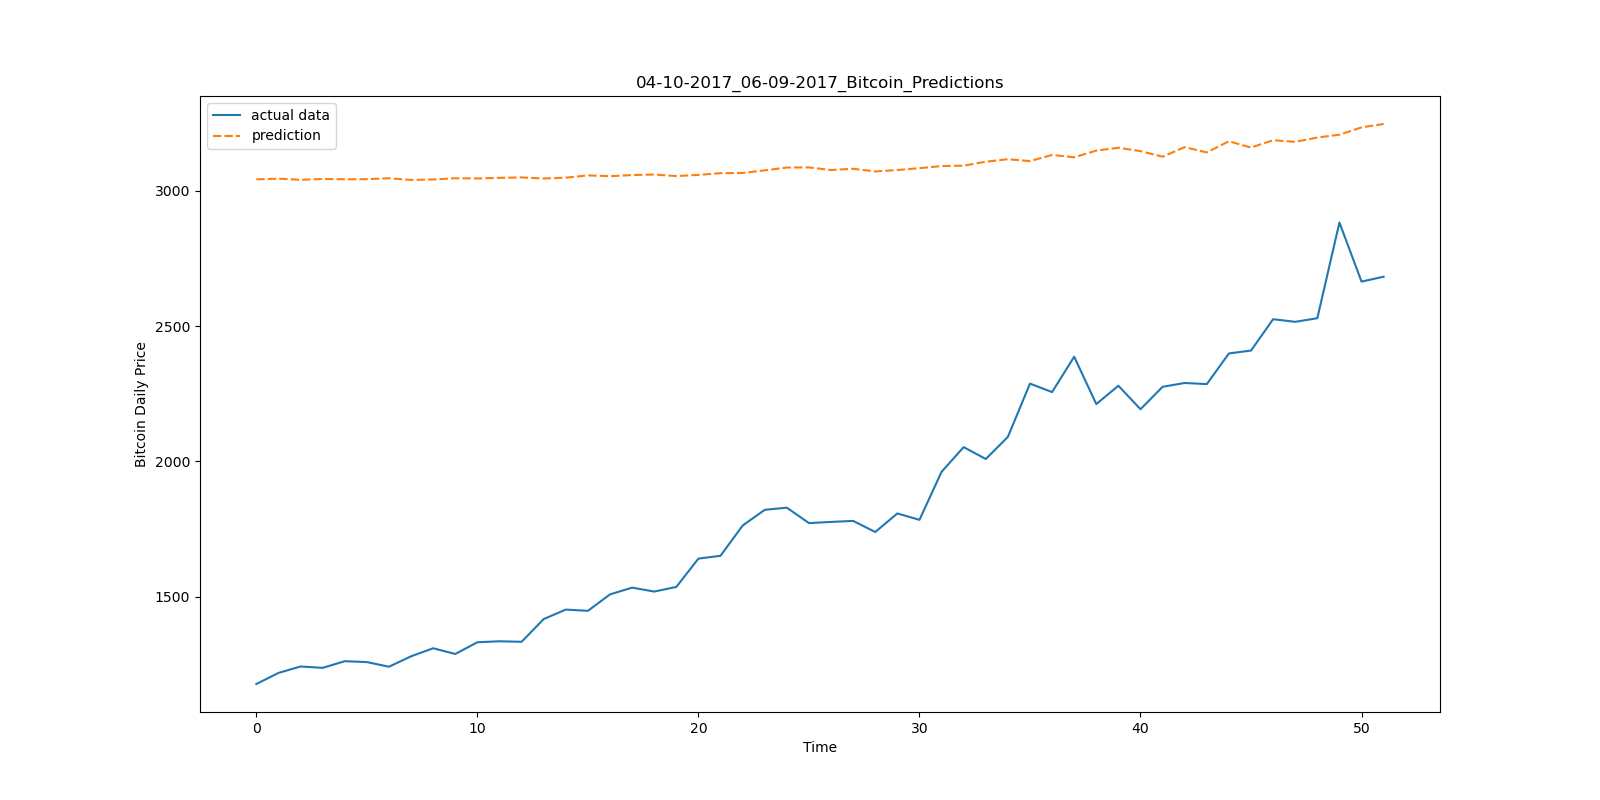 04-10-2017_06-09-2017_Bitcoin_Predictions
actual data
prediction
3000
2500
2000
1500
Bitcoin Daily Price
0 10 20 30 40 50
Time